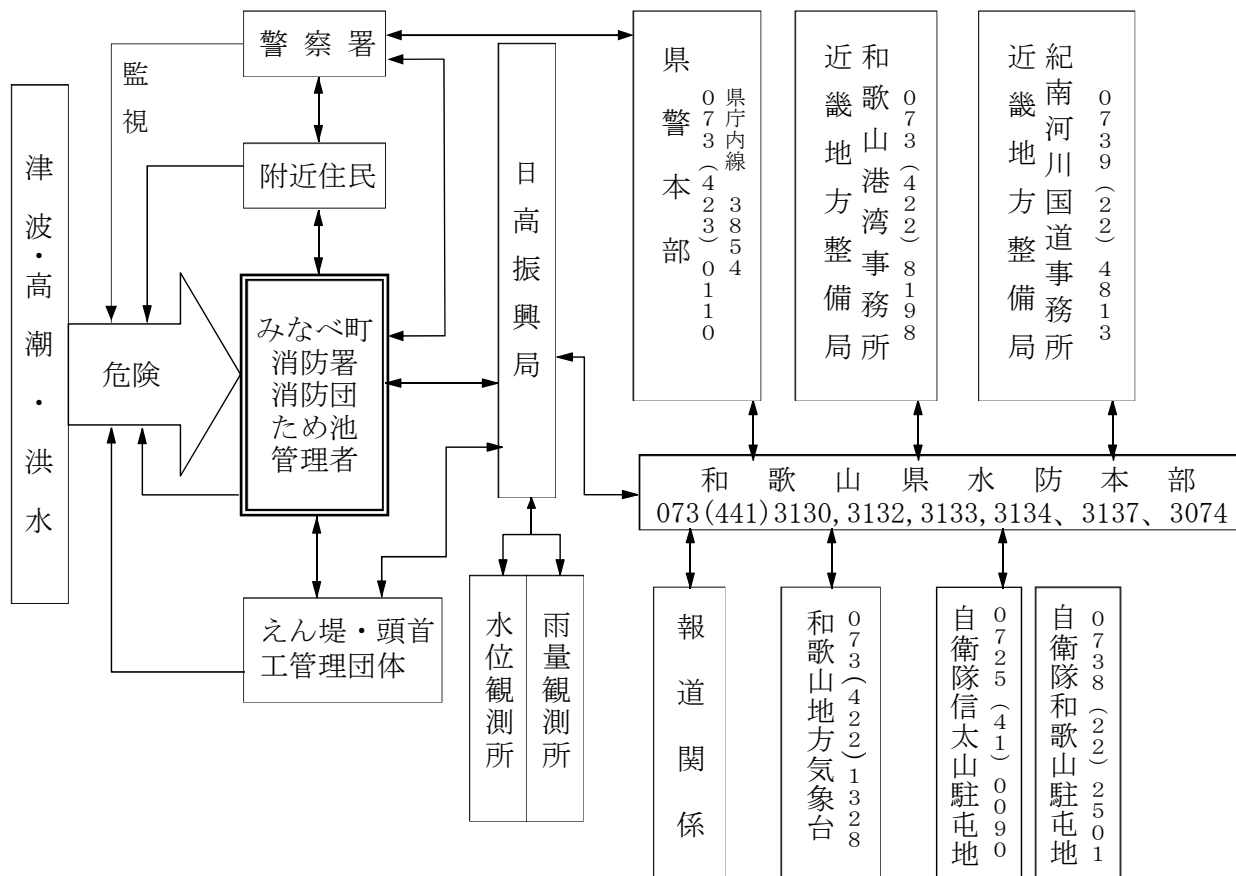 警察署
監視
津波・高潮・洪水
附近住民
危険
みなべ町
消防署
消防団
ため池
管理者
えん堤・頭首
工管理団体
日高振興局
水位観測所
雨量観測所
県警本部
県庁内線 3854
073(423)0110
近畿地方整備局
和歌山港湾事務所
073(422)8198
近畿地方整備局
紀南河川国道事務所
0739(22)4813
和歌山県水防本部
073(441)3130,3132,3133,3134、3137、3074
報道関係
和歌山地方気象台
073(422)1328
自衛隊信太山駐屯地
0725(41)0090
自衛隊和歌山駐屯地
0738(22)2501